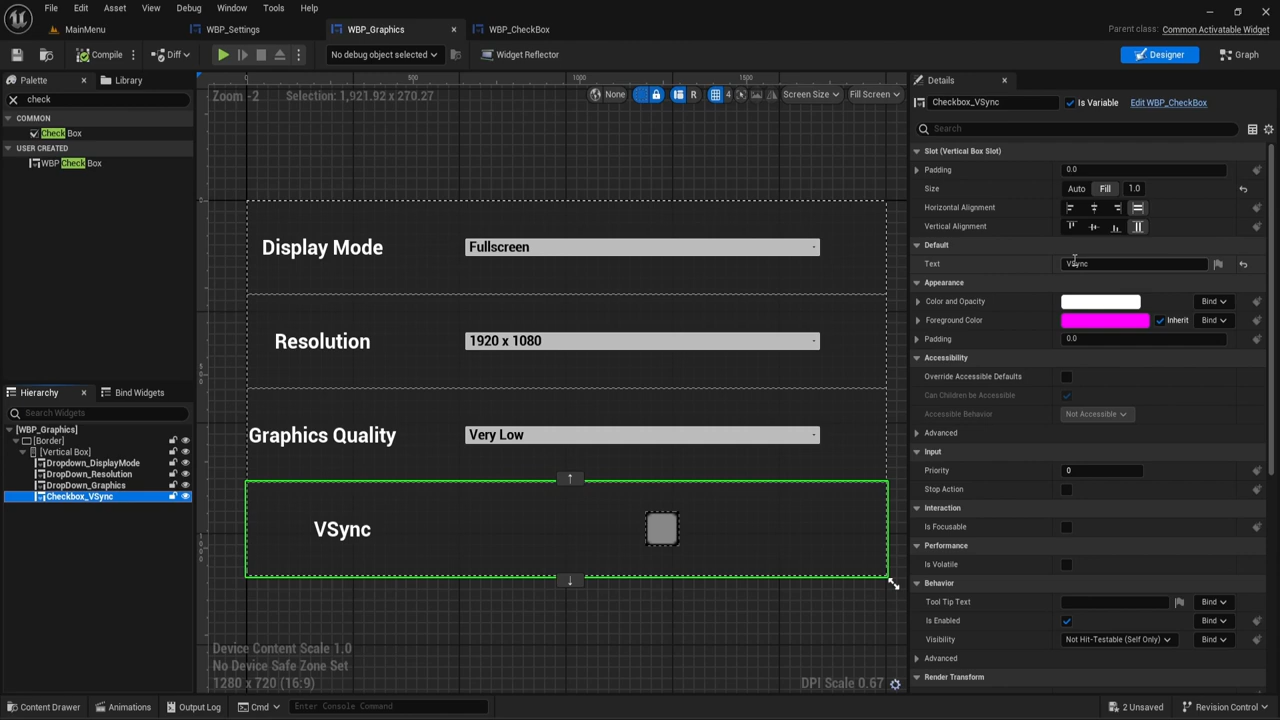 File Edit Asset View Debug Window Tools Help
MainMenu WBP_Settings WBP_Graphics WBP_CheckBox Parent class: Common Activatable Widget
Compile Diff No debug object selected Widget Reflector Designer Graph
Palette Library
check
COMMON
Check Box
USER CREATED
WBP Check Box
Hierarchy Bind Widgets
Search Widgets
[WBP_Graphics]
[Border]
[Vertical Box]
Dropdown_DisplayMode
DropDown_Resolution
DropDown_Graphics
Checkbox_VSync
0 500 1000 1500
Zoom -2 Selection: 1,921.92 x 270.27 None R 4 Screen Size Fill Screen
Display Mode Fullscreen
Resolution 1920 x 1080
Graphics Quality Very Low
VSync
Device Content Scale 1.0
No Device Safe Zone Set
1280 x 720 (16:9) DPI Scale 0.67
Details
Checkbox_VSync Is Variable Edit WBP_CheckBox
Search
Slot (Vertical Box Slot)
Padding 0.0
Size Auto Fill 1.0
Horizontal Alignment
Vertical Alignment
Default
Text VSync
Appearance
Color and Opacity Bind
Foreground Color Inherit Bind
Padding 0.0
Accessibility
Override Accessible Defaults
Can Children be Accessible
Accessible Behavior Not Accessible
Advanced
Input
Priority 0
Stop Action
Interaction
Is Focusable
Performance
Is Volatile
Behavior
Tool Tip Text Bind
Is Enabled Bind
Visibility Not Hit-Testable (Self Only) Bind
Advanced
Render Transform
Content Drawer Animations Output Log Cmd Enter Console Command 2 Unsaved Revision Control